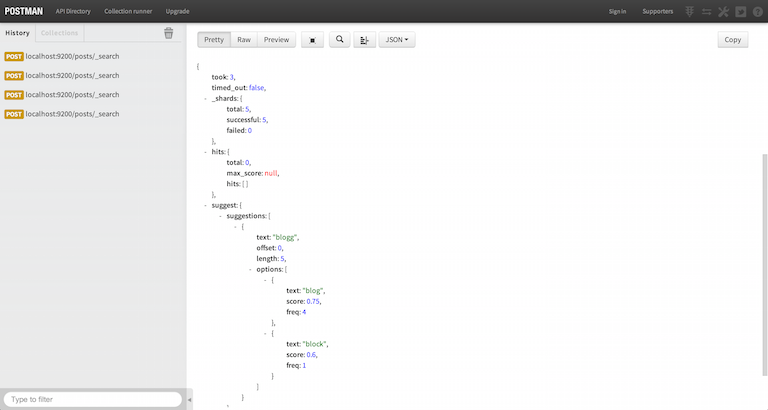 POSTMAN API Directory Collection runner Upgrade Sign in Supporters
History Collections
POST localhost:9200/posts/_search
POST localhost:9200/posts/_search
POST localhost:9200/posts/_search
POST localhost:9200/posts/_search
Type to filter
Pretty Raw Preview JSON Copy
{
took: 3,
timed_out: false,
- _shards: {
total: 5,
successful: 5,
failed: 0
},
- hits: {
total: 0,
max_score: null,
hits: [ ]
},
- suggest: {
- suggestions: [
- {
text: "blogg",
offset: 0,
length: 5,
- options: [
- {
text: "blog",
score: 0.75,
freq: 4
},
- {
text: "block",
score: 0.6,
freq: 1
}
]
}